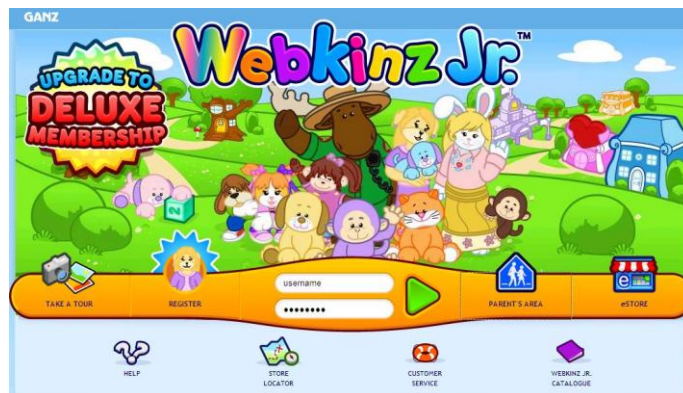 GANZ
Webkinz Jr.™
UPGRADE TO
DELUXE
MEMBERSHIP
N
username
••••••••
TAKE A TOUR
REGISTER
PARENT'S AREA
e
eSTORE
HELP
STORE
LOCATOR
CUSTOMER
SERVICE
WEBKINZ JR.
CATALOGUE